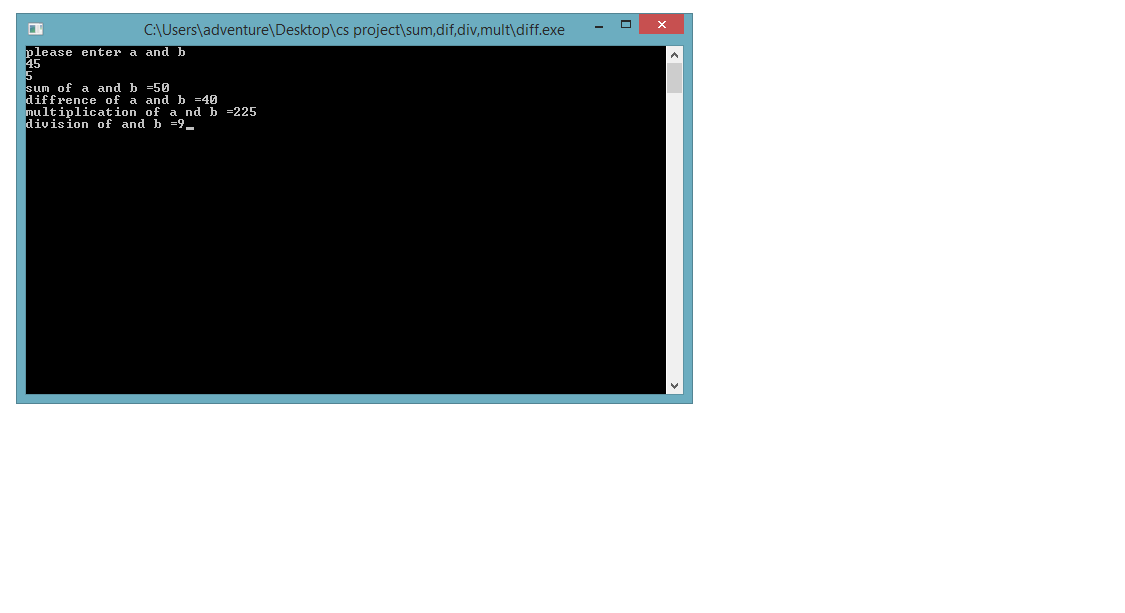 C:\Users\adventure\Desktop\cs project\sum,dif,div,mult\diff.exe
please enter a and b
45
5
sum of a and b =50
diffrence of a and b =40
multiplication of a nd b =225
division of and b =9